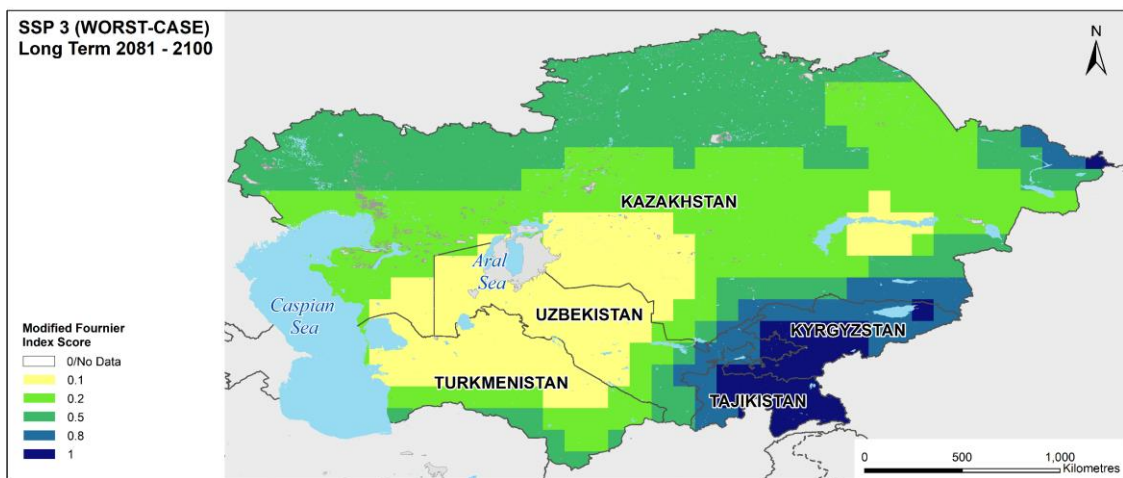 SSP 3 (WORST-CASE)
Long Term 2081 - 2100
N
KAZAKHSTAN
Aral
Sea
Caspian
Sea
UZBEKISTAN
KYRGYZSTAN
TURKMENISTAN
TAJIKISTAN
Modified Fournier
Index Score
0/No Data
0.1
0.2
0.5
0.8
1
0 500 1,000
Kilometres